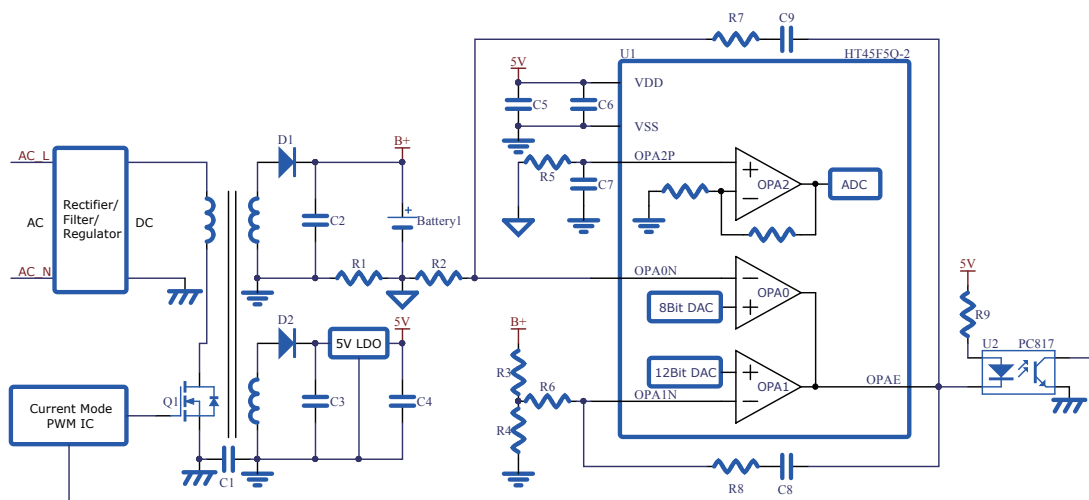 R7
C9
U1
HT45F5Q-2
5V
VDD
C5
C6
VSS
D1
B+
AC_L
OPA2P
R5
C7
OPA2
ADC
Rectifier/
Filter/
Regulator
AC
DC
C2
Battery1
AC_N
R1
R2
OPA0N
OPA0
8Bit DAC
5V
R9
D2
5V LDO
5V
B+
U2
PC817
R3
R6
12Bit DAC
OPA1
OPAE
OPA1N
R4
Q1
Current Mode
PWM IC
C3
C4
C1
R8
C8